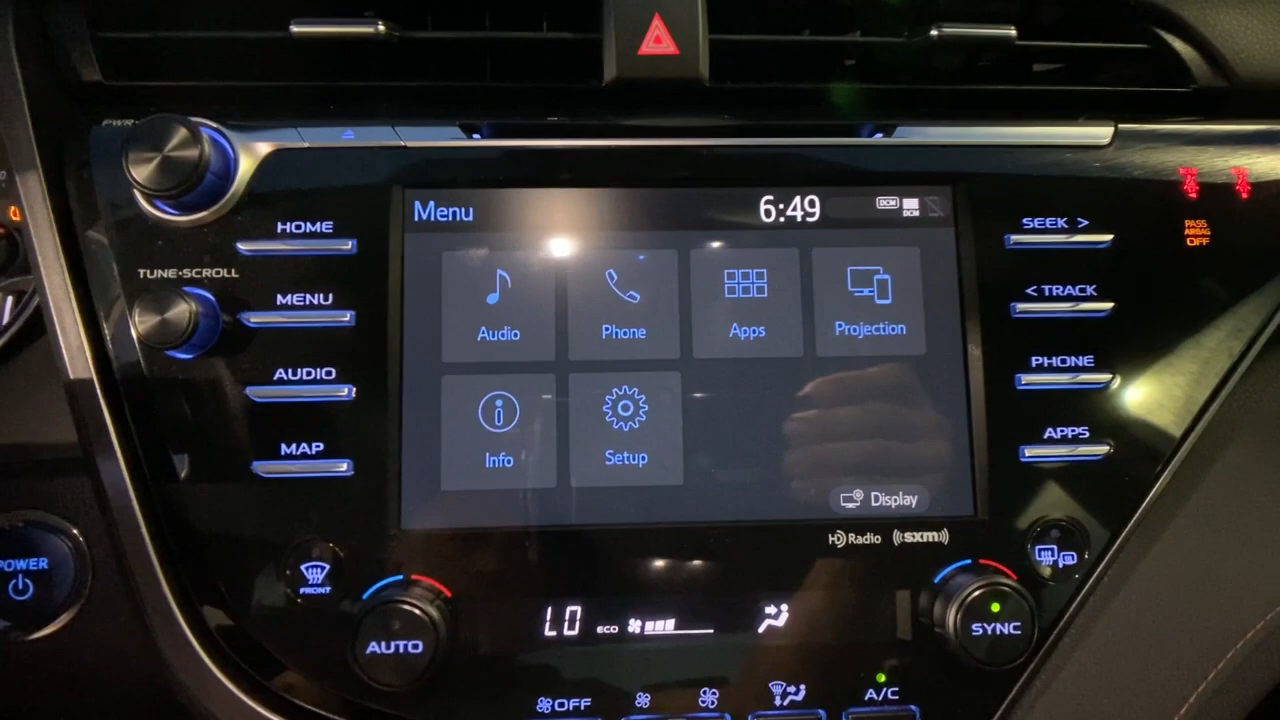 PWR
HOME
TUNE•SCROLL
MENU
AUDIO
MAP
POWER
FRONT
AUTO
Menu
6:49
DCM
DCM
Audio
Phone
Apps
Projection
Info
Setup
Display
HD Radio
((sxm))
SEEK >
< TRACK
PHONE
APPS
PASS
AIRBAG
OFF
LO
ECO
SYNC
OFF
A/C